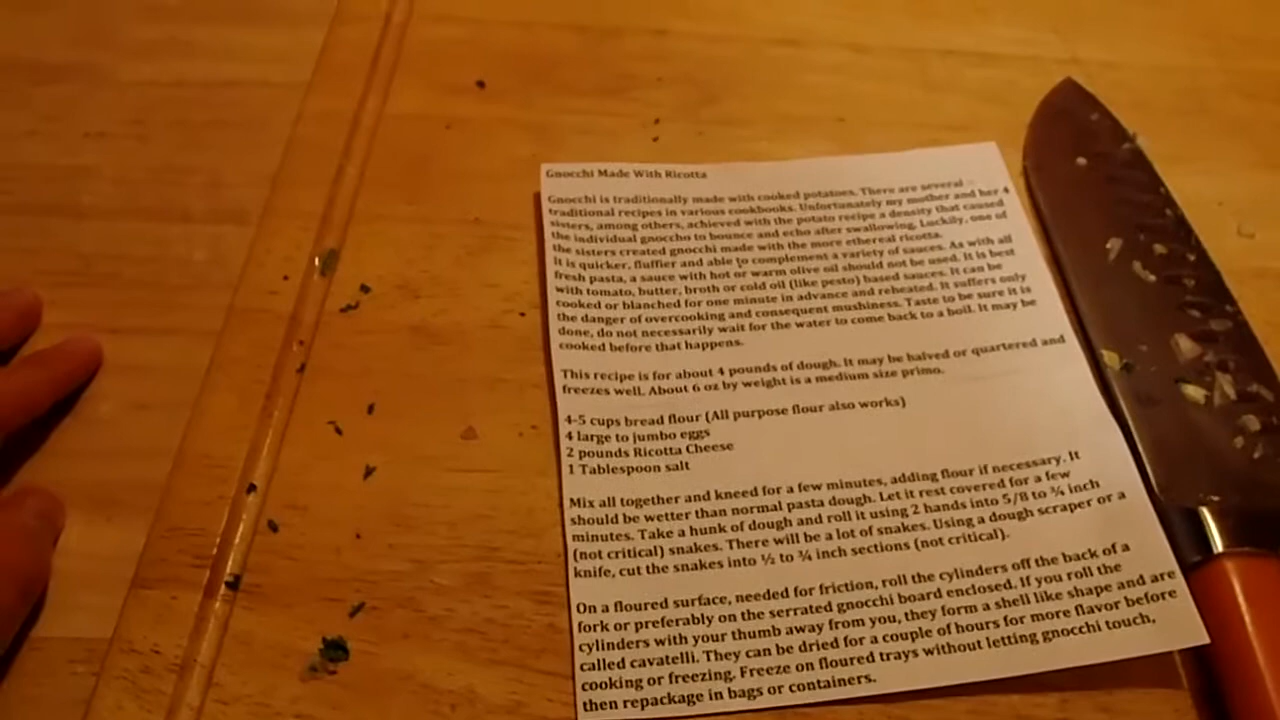 Gnocchi Made With Ricotta
Gnocchi is traditionally made with cooked potatoes. There are several
traditional recipes in various cookbooks. Unfortunately my mother and her 4
sisters, among others, achieved with the potato recipe a density that caused
the individual gnoccho to bounce and echo after swallowing. Luckily, one of
the sisters created gnocchi made with the more ethereal ricotta.
It is quicker, fluffier and able to complement a variety of sauces. As with all
fresh pasta, a sauce with hot or warm olive oil should not be used. It is best
with tomato, butter, broth or cold oil (like pesto) based sauces. It can be
cooked or blanched for one minute in advance and reheated. It suffers only
the danger of overcooking and consequent mushiness. Taste to be sure it is
done, do not necessarily wait for the water to come back to a boil. It may be
cooked before that happens.
This recipe is for about 4 pounds of dough. It may be halved or quartered and
freezes well. About 6 oz by weight is a medium size primo.
4-5 cups bread flour (All purpose flour also works)
4 large to jumbo eggs
2 pounds Ricotta Cheese
1 Tablespoon salt
Mix all together and kneed for a few minutes, adding flour if necessary. It
should be wetter than normal pasta dough. Let it rest covered for a few
minutes. Take a hunk of dough and roll it using 2 hands into 5/8 to ¾ inch
(not critical) snakes. There will be a lot of snakes. Using a dough scraper or a
knife, cut the snakes into ½ to ¾ inch sections (not critical).
On a floured surface, needed for friction, roll the cylinders off the back of a
fork or preferably on the serrated gnocchi board enclosed. If you roll the
cylinders with your thumb away from you, they form a shell like shape and are
called cavatelli. They can be dried for a couple of hours for more flavor before
cooking or freezing. Freeze on floured trays without letting gnocchi touch,
then repackage in bags or containers.